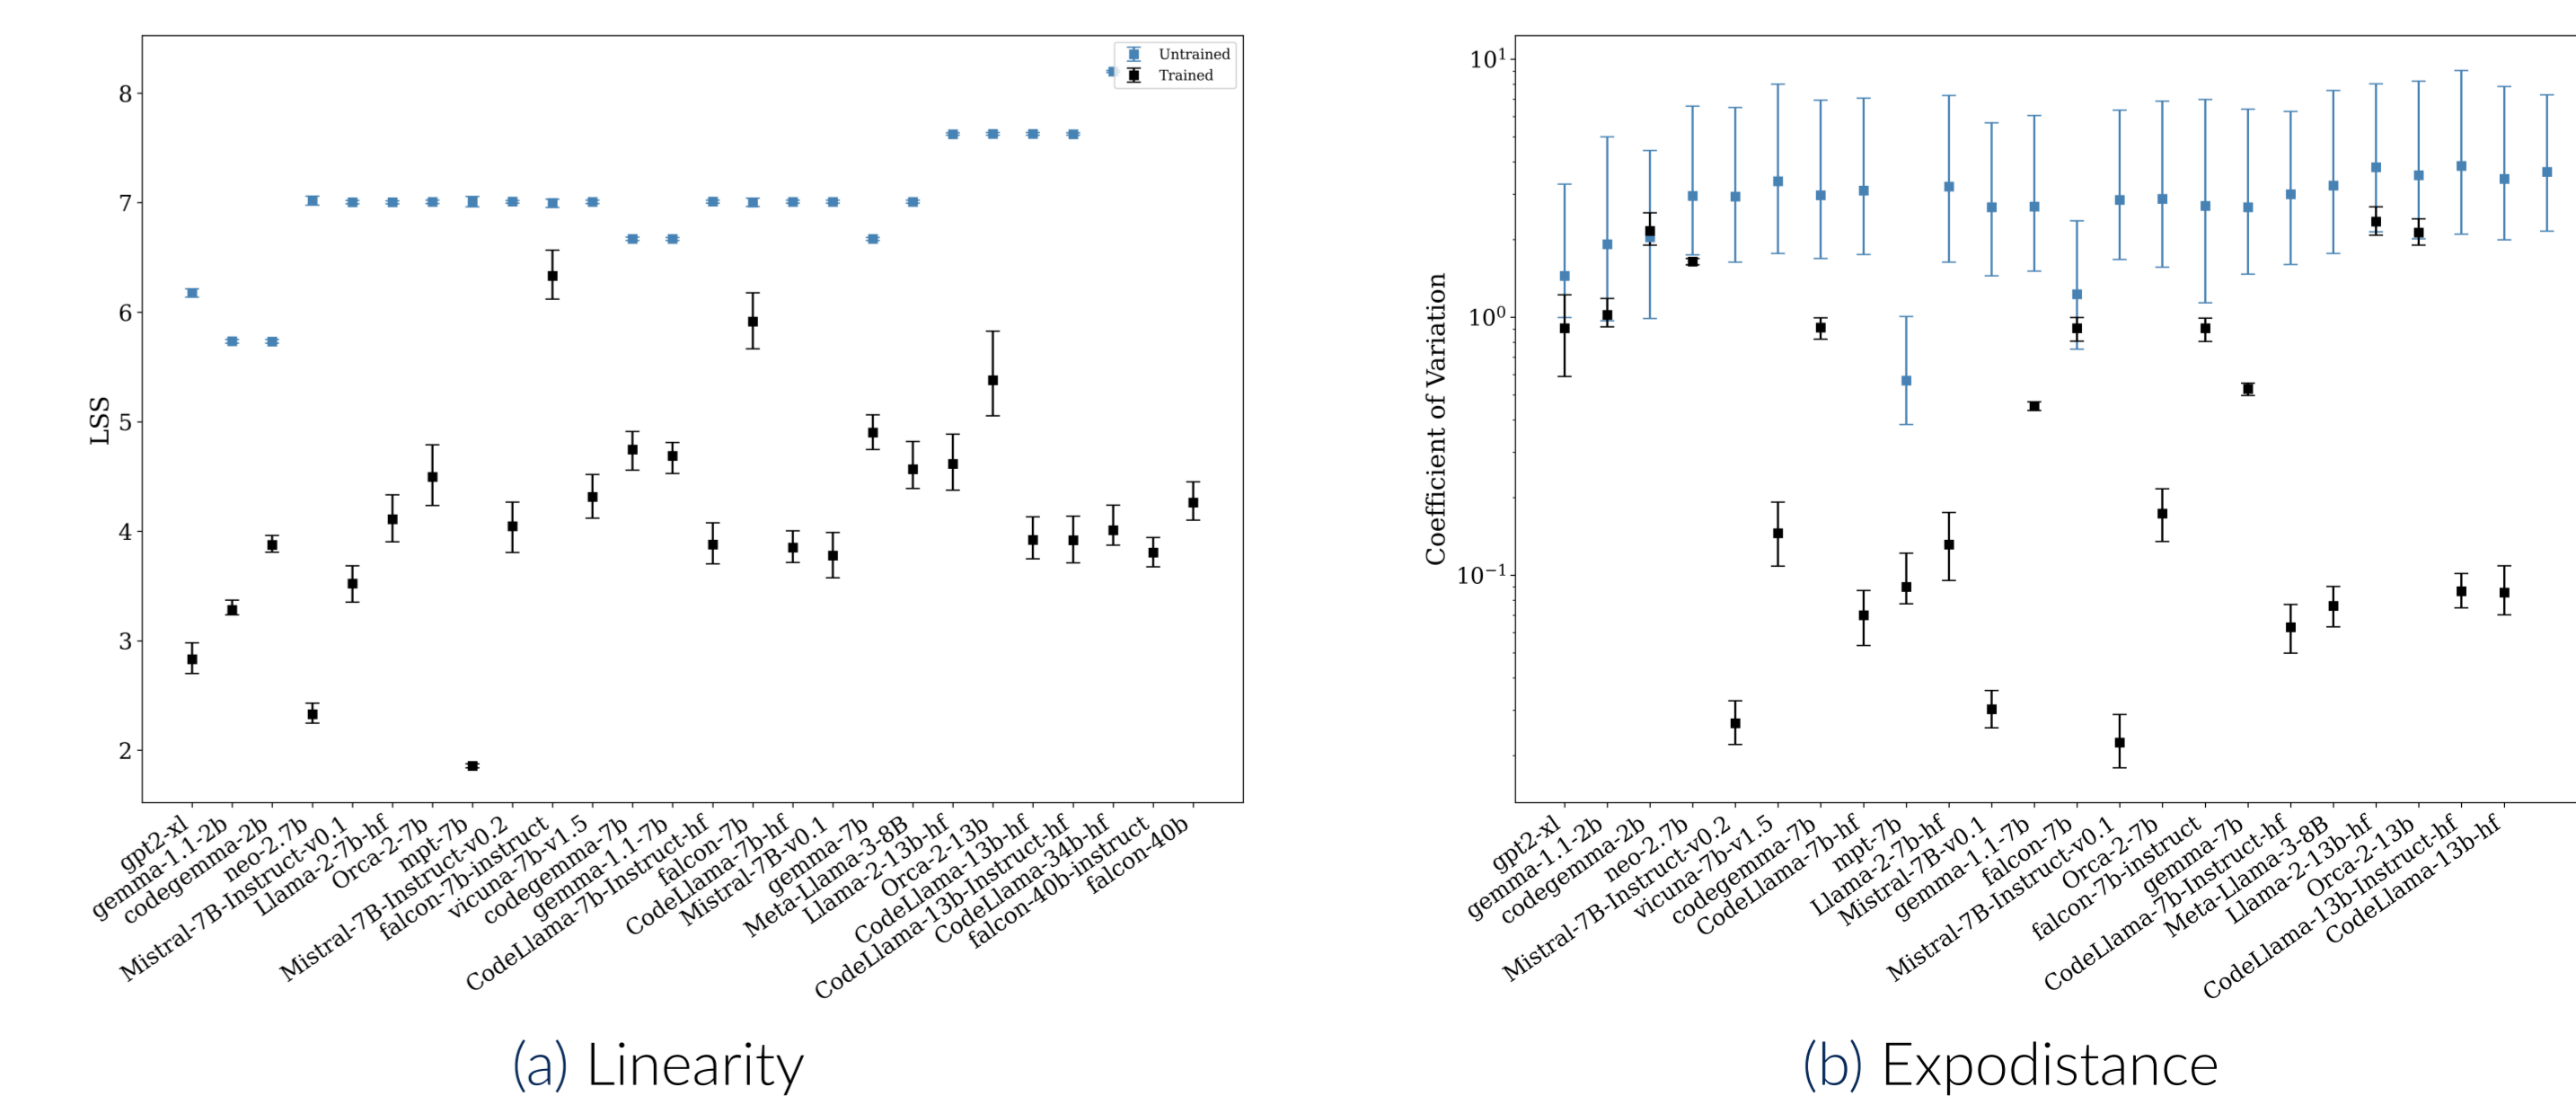 Untrained
Trained
8
7
6
5
4
3
2
LSS
gpt2-xl
gemma-1.1-2b
codegemma-2b
neo-2.7b
Mistral-7B-Instruct-v0.1
Llama-2-7b-hf
Orca-2-7b
mpt-7b
Mistral-7B-Instruct-v0.2
falcon-7b-instruct
vicuna-7b-v1.5
codegemma-7b
gemma-1.1-7b
CodeLlama-7b-Instruct-hf
falcon-7b
CodeLlama-7b-hf
Mistral-7B-v0.1
gemma-7b
Meta-Llama-3-8B
Llama-2-13b-hf
Orca-2-13b
CodeLlama-13b-hf
CodeLlama-13b-Instruct-hf
CodeLlama-34b-hf
falcon-40b-instruct
falcon-40b
(a) Linearity
10¹
10⁰
10⁻¹
Coefficient of Variation
gpt2-xl
gemma-1.1-2b
codegemma-2b
neo-2.7b
Mistral-7B-Instruct-v0.2
vicuna-7b-v1.5
codegemma-7b
CodeLlama-7b-hf
mpt-7b
Llama-2-7b-hf
Mistral-7B-v0.1
gemma-1.1-7b
falcon-7b
Mistral-7B-Instruct-v0.1
Orca-2-7b
falcon-7b-instruct
gemma-7b
CodeLlama-7b-Instruct-hf
Meta-Llama-3-8B
Llama-2-13b-hf
Orca-2-13b
CodeLlama-13b-Instruct-hf
CodeLlama-13b-hf
(b) Expodistance